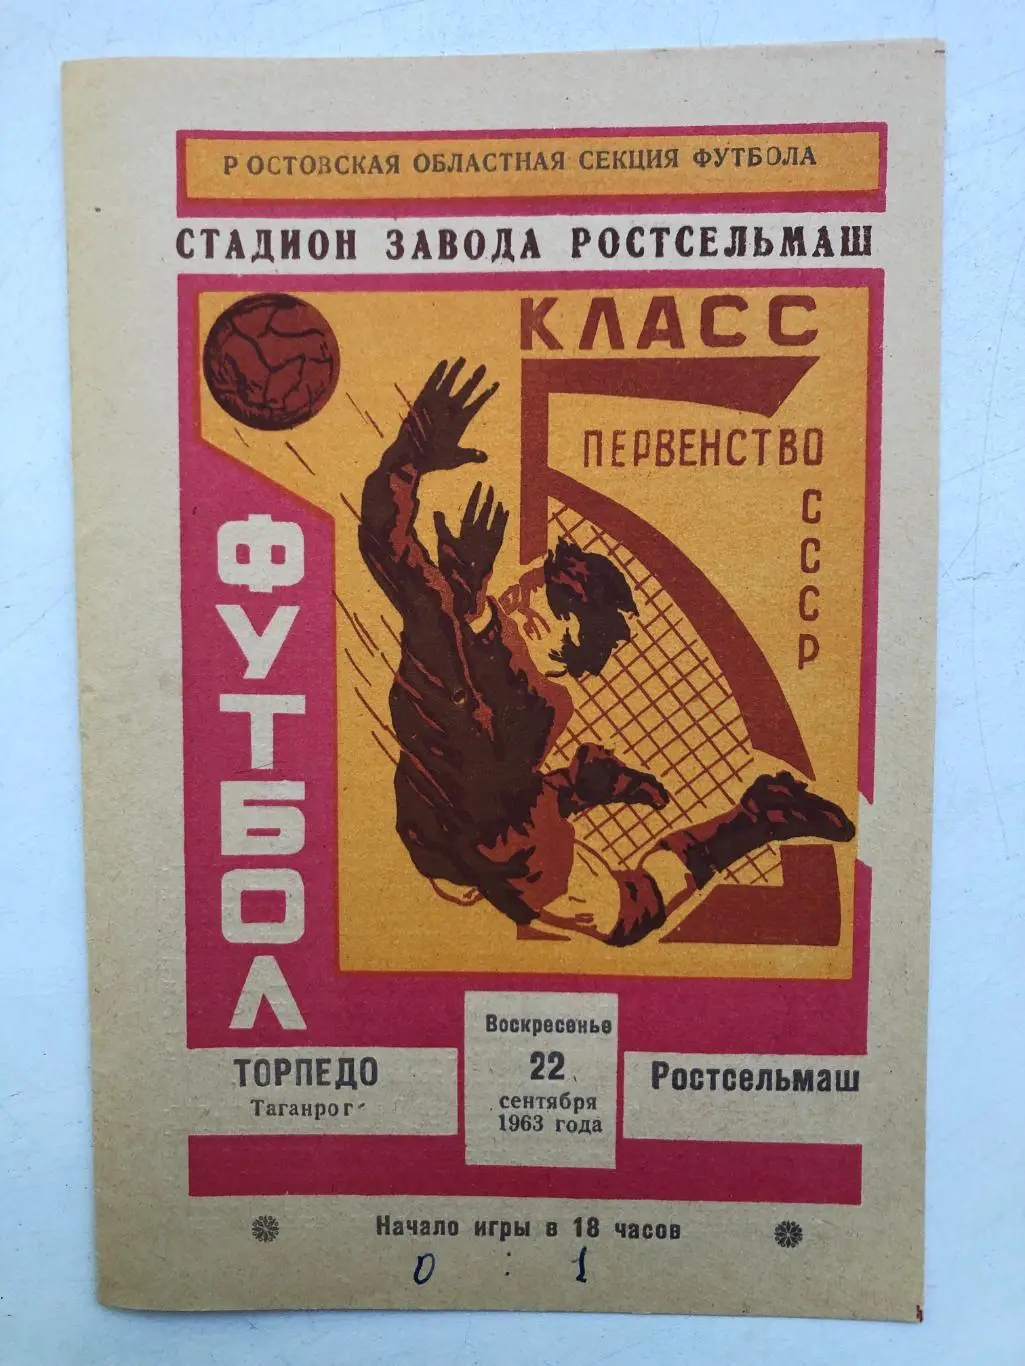 РОСТОВСКАЯ ОБЛАСТНАЯ СЕКЦИЯ ФУТБОЛА
СТАДИОН ЗАВОДА РОСТСЕЛЬМАШ
КЛАСС
Б
ПЕРВЕНСТВО
СССР
ФУТБОЛ
ТОРПЕДО
Таганрог
Воскресенье
22
сентября
1963 года
Ростсельмаш
Начало игры в 18 часов
0 : 1